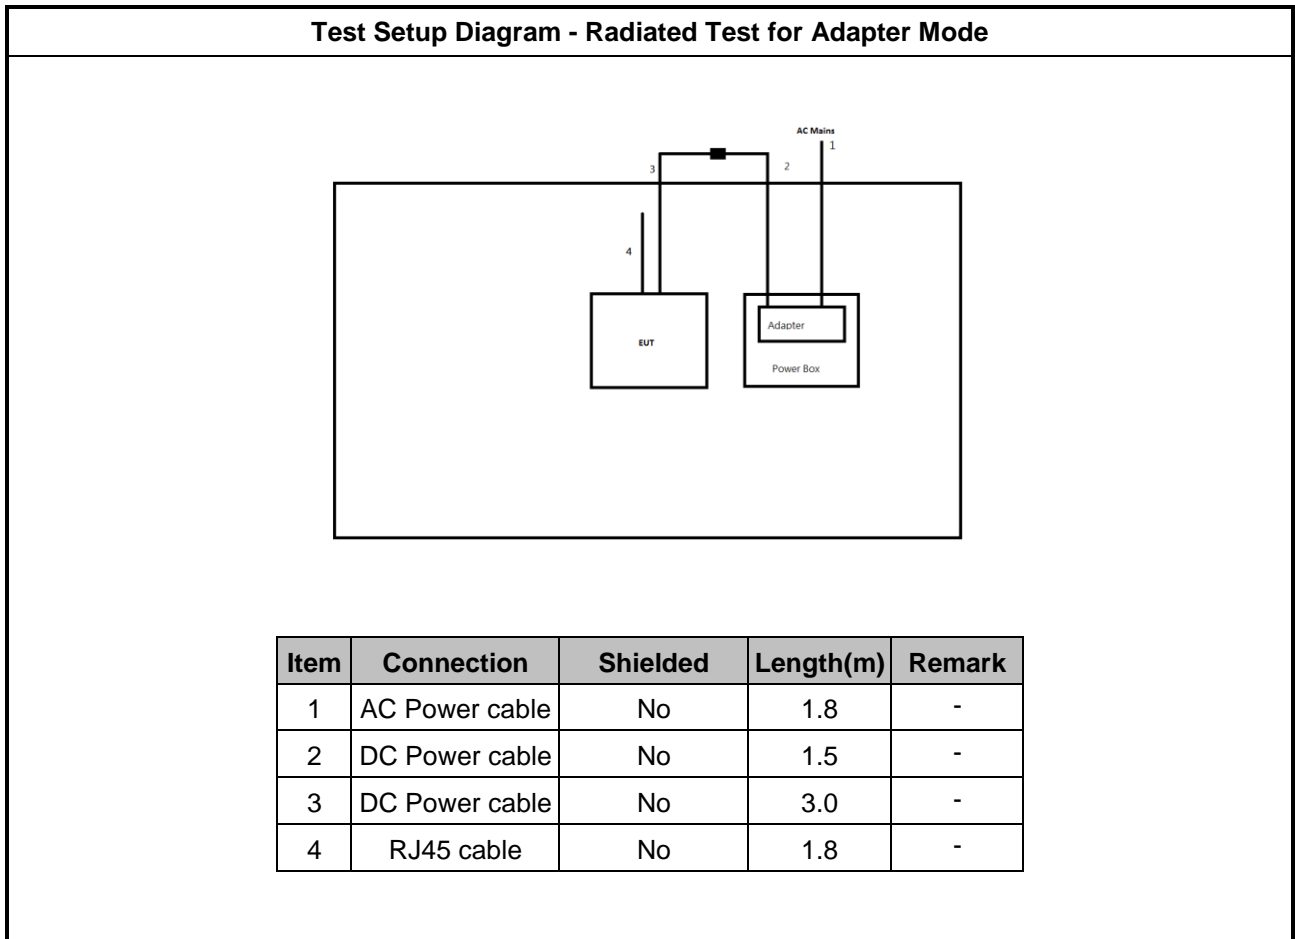 Test Setup Diagram - Radiated Test for Adapter Mode
AC Mains
1
2
3
4
EUT
Adapter
Power Box
Item Connection Shielded Length(m) Remark
1 AC Power cable No 1.8 -
2 DC Power cable No 1.5 -
3 DC Power cable No 3.0 -
4 RJ45 cable No 1.8 -